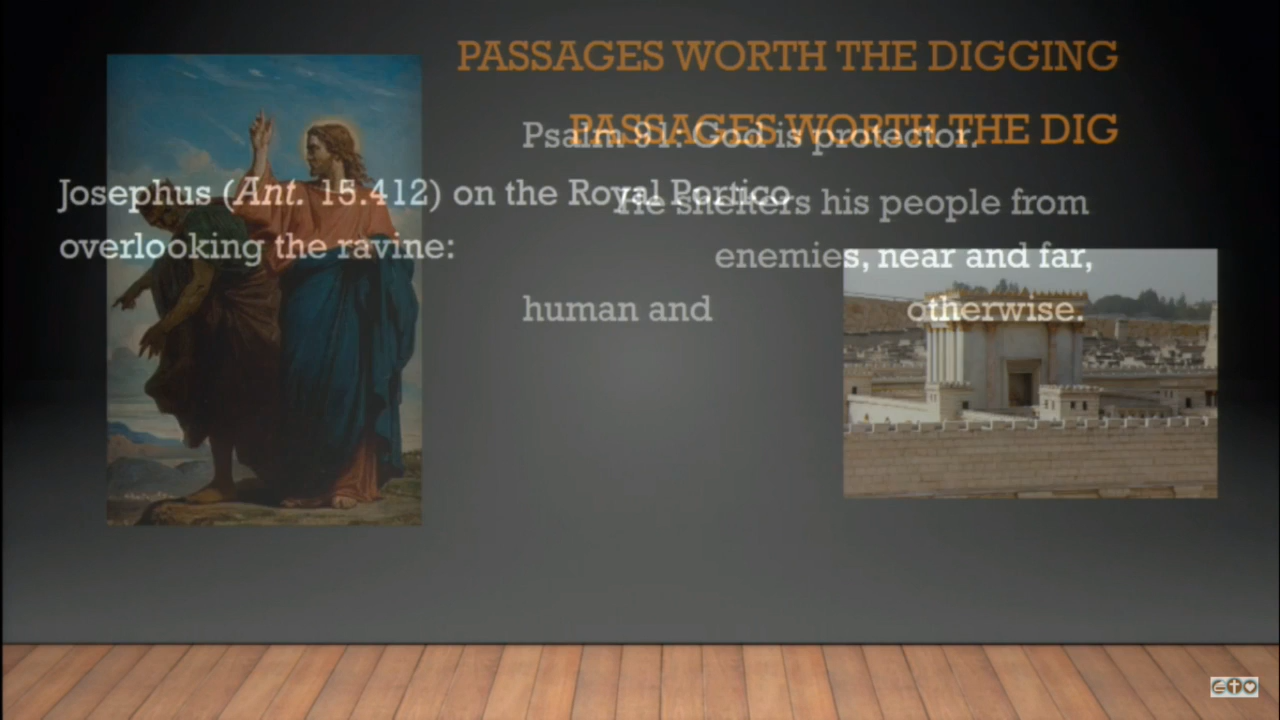 PASSAGES WORTH THE DIGGING
PASSAGES WORTH THE DIG
Psalm 91: God is protector.
Josephus (Ant. 15.412) on the Royal Portico
He shelters his people from
overlooking the ravine:
enemies, near and far,
human and
otherwise.